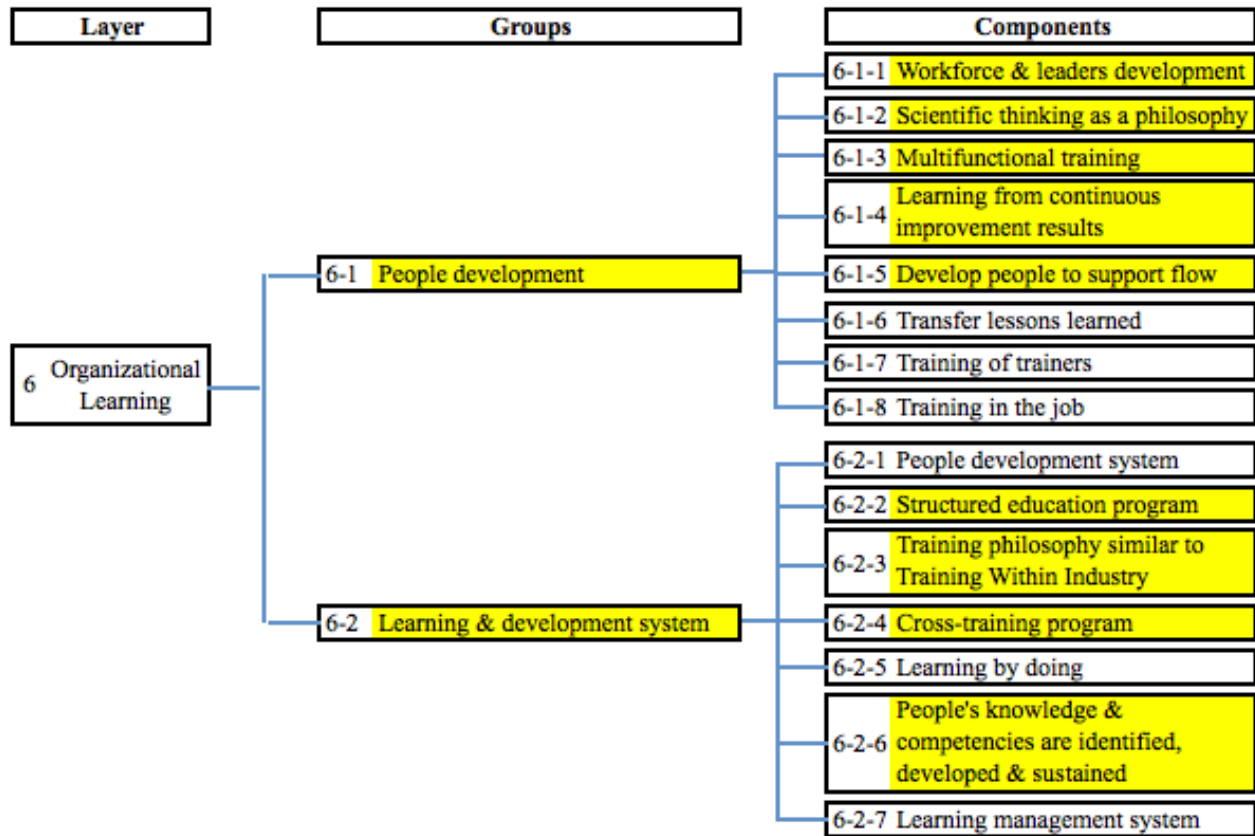 Layer
Groups
Components
6-1-1 Workforce & leaders development
6-1-2 Scientific thinking as a philosophy
6-1-3 Multifunctional training
6-1-4 Learning from continuous
improvement results
6-1 People development
6-1-5 Develop people to support flow
6-1-6 Transfer lessons learned
6-1-7 Training of trainers
6-1-8 Training in the job
6 Organizational
Learning
6-2-1 People development system
6-2-2 Structured education program
6-2-3 Training philosophy similar to
Training Within Industry
6-2 Learning & development system
6-2-4 Cross-training program
6-2-5 Learning by doing
6-2-6 People's knowledge &
competencies are identified,
developed & sustained
6-2-7 Learning management system